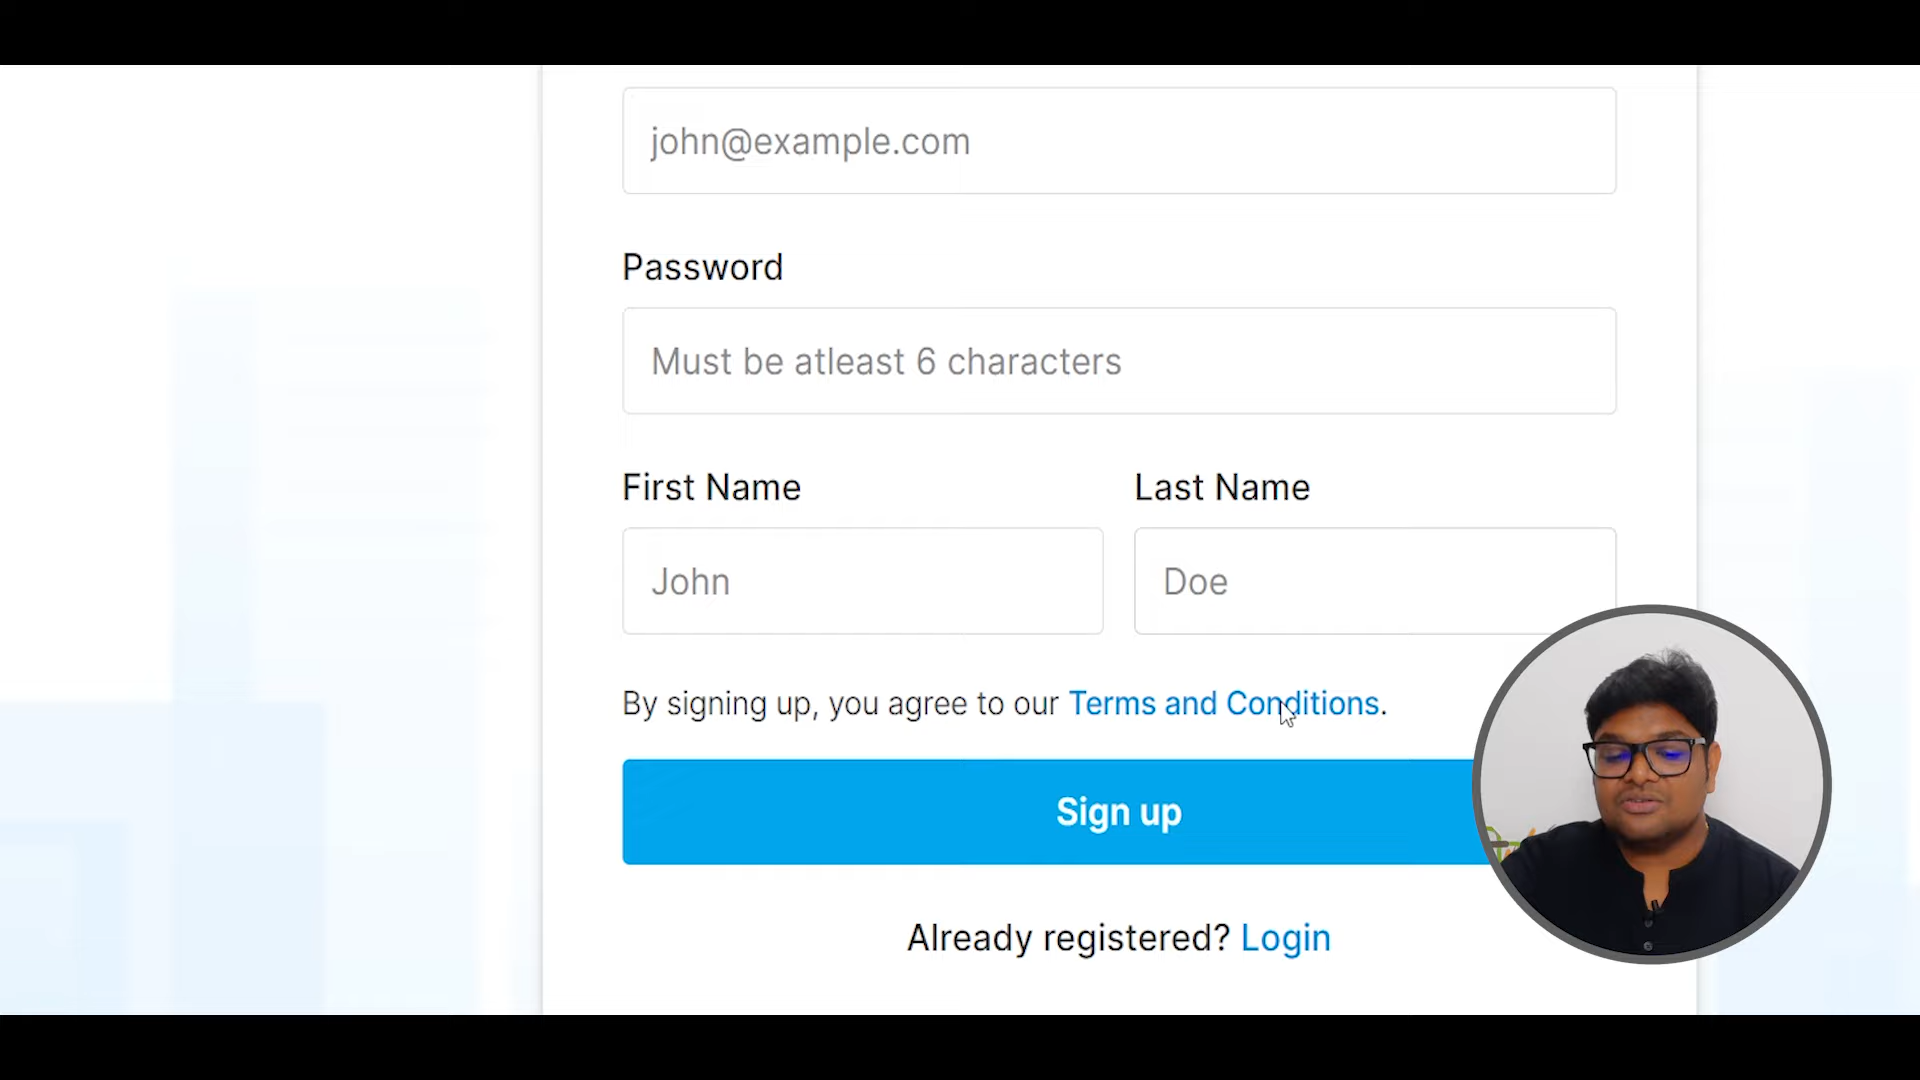 john@example.com
Password
Must be atleast 6 characters
First Name
Last Name
John
Doe
By signing up, you agree to our Terms and Conditions.
Sign up
Already registered? Login